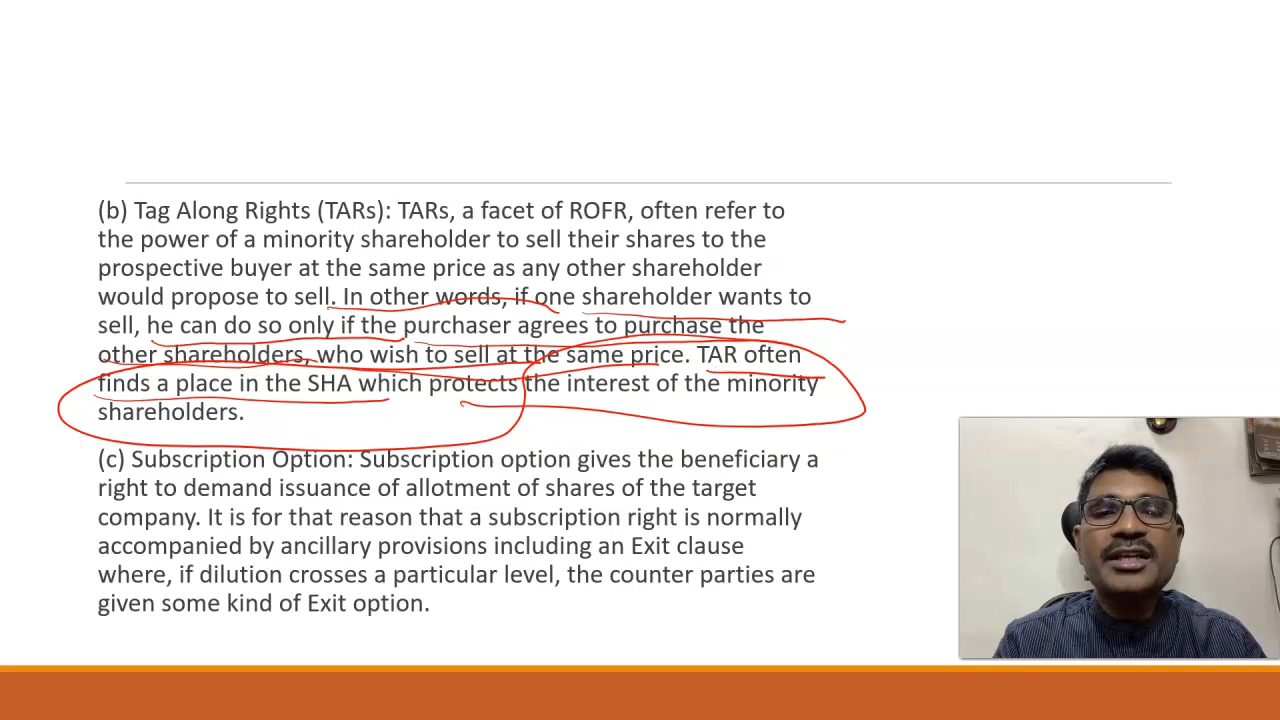 (b) Tag Along Rights (TARs): TARs, a facet of ROFR, often refer to
the power of a minority shareholder to sell their shares to the
prospective buyer at the same price as any other shareholder
would propose to sell. In other words, if one shareholder wants to
sell, he can do so only if the purchaser agrees to purchase the
other shareholders, who wish to sell at the same price. TAR often
finds a place in the SHA which protects the interest of the minority
shareholders.
(c) Subscription Option: Subscription option gives the beneficiary a
right to demand issuance of allotment of shares of the target
company. It is for that reason that a subscription right is normally
accompanied by ancillary provisions including an Exit clause
where, if dilution crosses a particular level, the counter parties are
given some kind of Exit option.